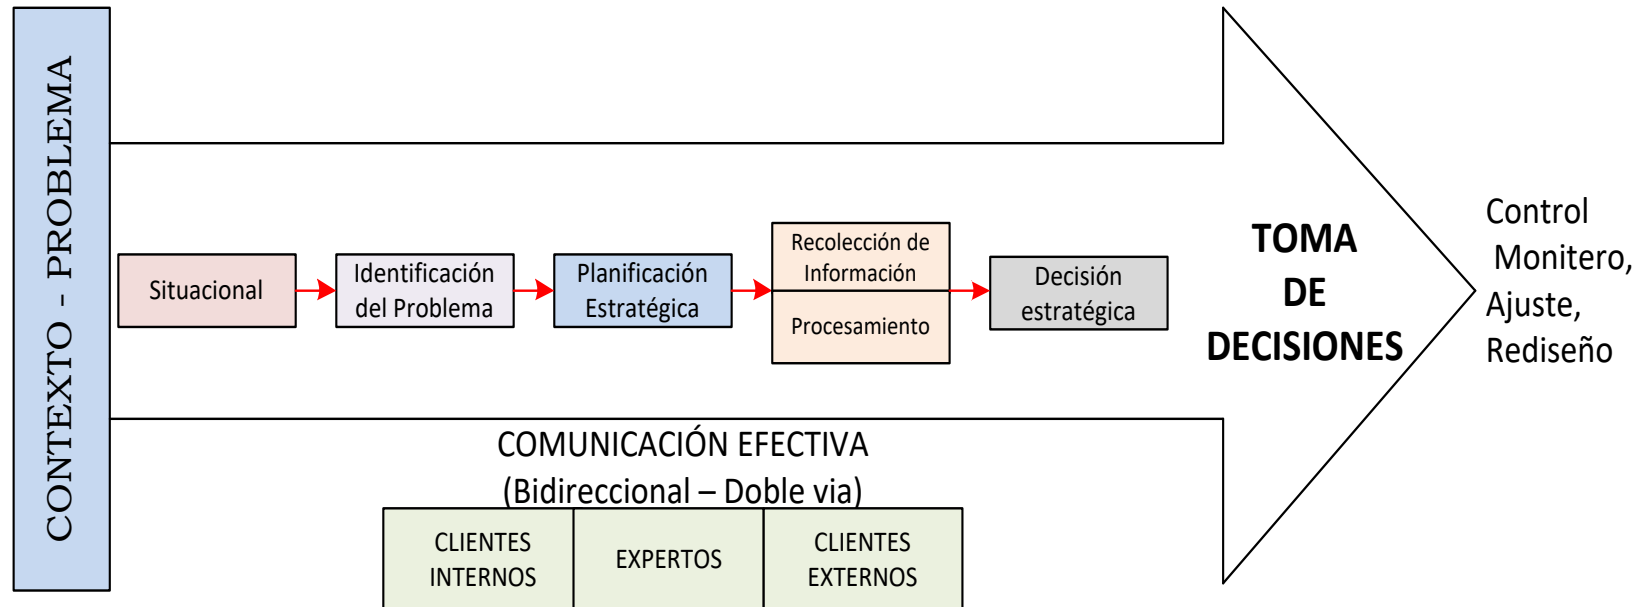 CONTEXTO - PROBLEMA
Situacional
Identificación
del Problema
Planificación
Estratégica
Recolección de
Información
Procesamiento
Decisión
estratégica
TOMA
DE
DECISIONES
Control
Monitero,
Ajuste,
Rediseño
COMUNICACIÓN EFECTIVA
(Bidireccional – Doble via)
CLIENTES
INTERNOS
EXPERTOS
CLIENTES
EXTERNOS